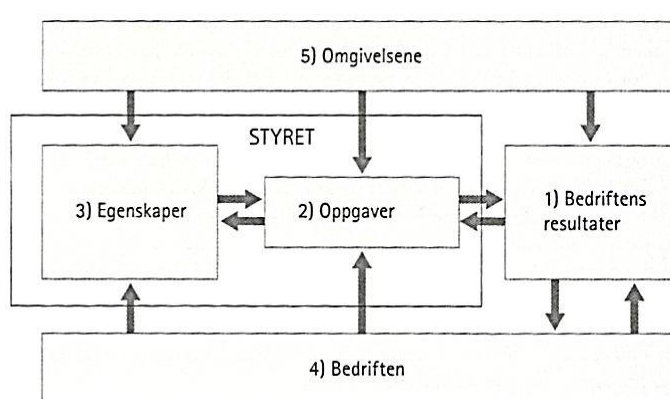 5) Omgivelsene
STYRET
3) Egenskaper
2) Oppgaver
1) Bedriftens
resultater
4) Bedriften